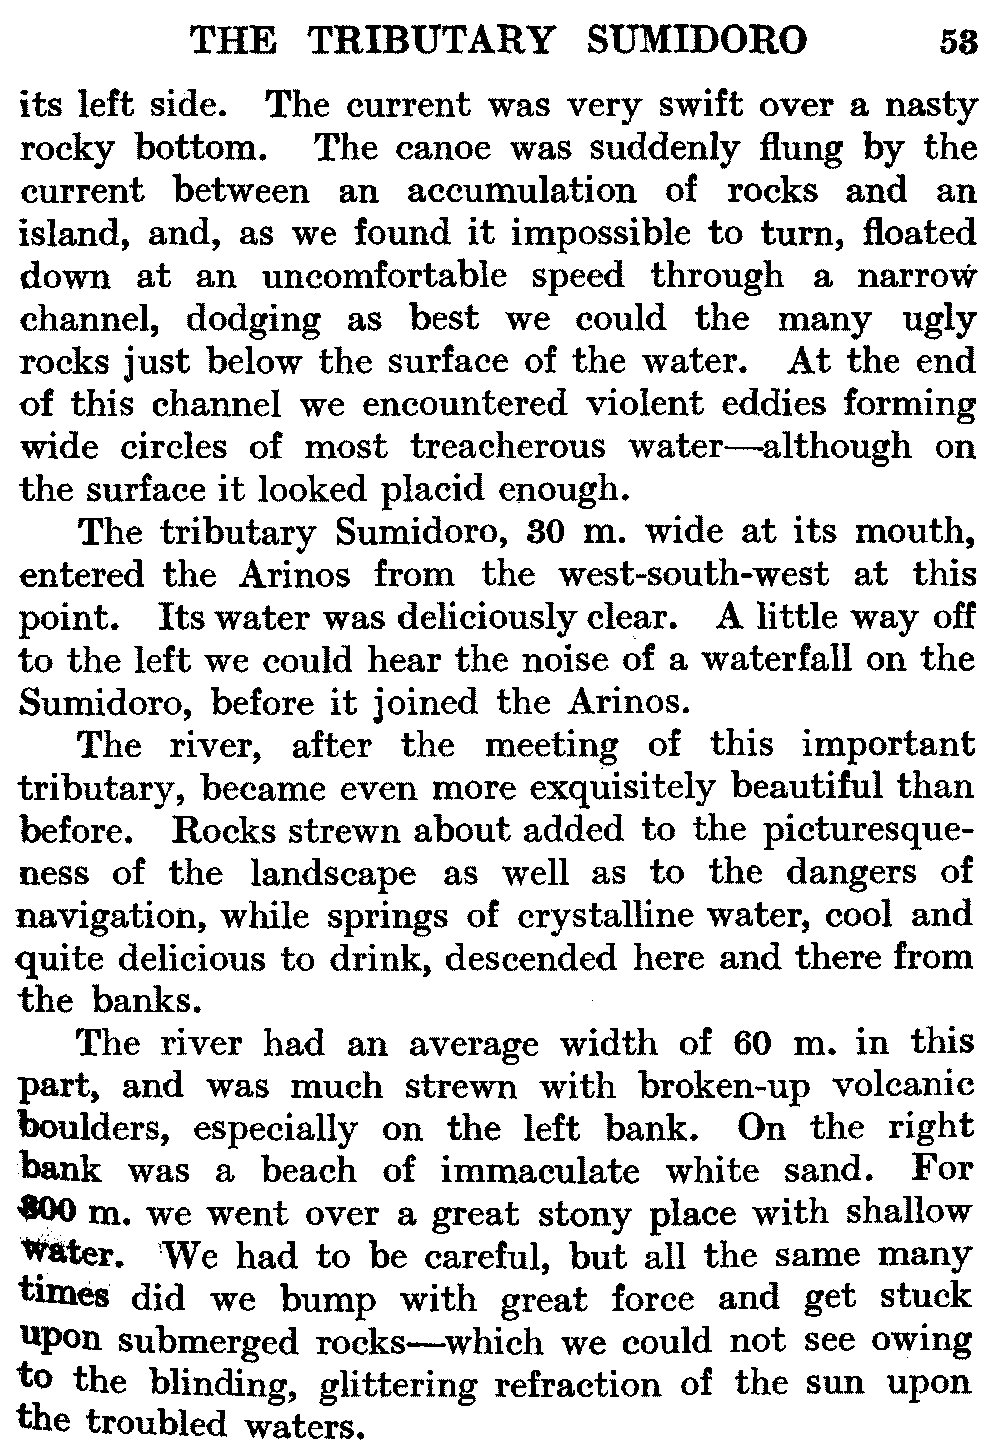 THE TRIBUTARY SUMIDORO 53
its left side. The current was very swift over a nasty
rocky bottom. The canoe was suddenly flung by the
current between an accumulation of rocks and an
island, and, as we found it impossible to turn, floated
down at an uncomfortable speed through a narrow
channel, dodging as best we could the many ugly
rocks just below the surface of the water. At the end
of this channel we encountered violent eddies forming
wide circles of most treacherous water—although on
the surface it looked placid enough.
The tributary Sumidoro, 30 m. wide at its mouth,
entered the Arinos from the west-south-west at this
point. Its water was deliciously clear. A little way off
to the left we could hear the noise of a waterfall on the
Sumidoro, before it joined the Arinos.
The river, after the meeting of this important
tributary, became even more exquisitely beautiful than
before. Rocks strewn about added to the picturesque-
ness of the landscape as well as to the dangers of
navigation, while springs of crystalline water, cool and
quite delicious to drink, descended here and there from
the banks.
The river had an average width of 60 m. in this
part, and was much strewn with broken-up volcanic
boulders, especially on the left bank. On the right
bank was a beach of immaculate white sand. For
m. we went over a great stony place with shallow
water. We had to be careful, but all the same many
times did we bump with great force and get stuck
upon submerged rocks—which we could not see owing
to the blinding, glittering refraction of the sun upon
the troubled waters.